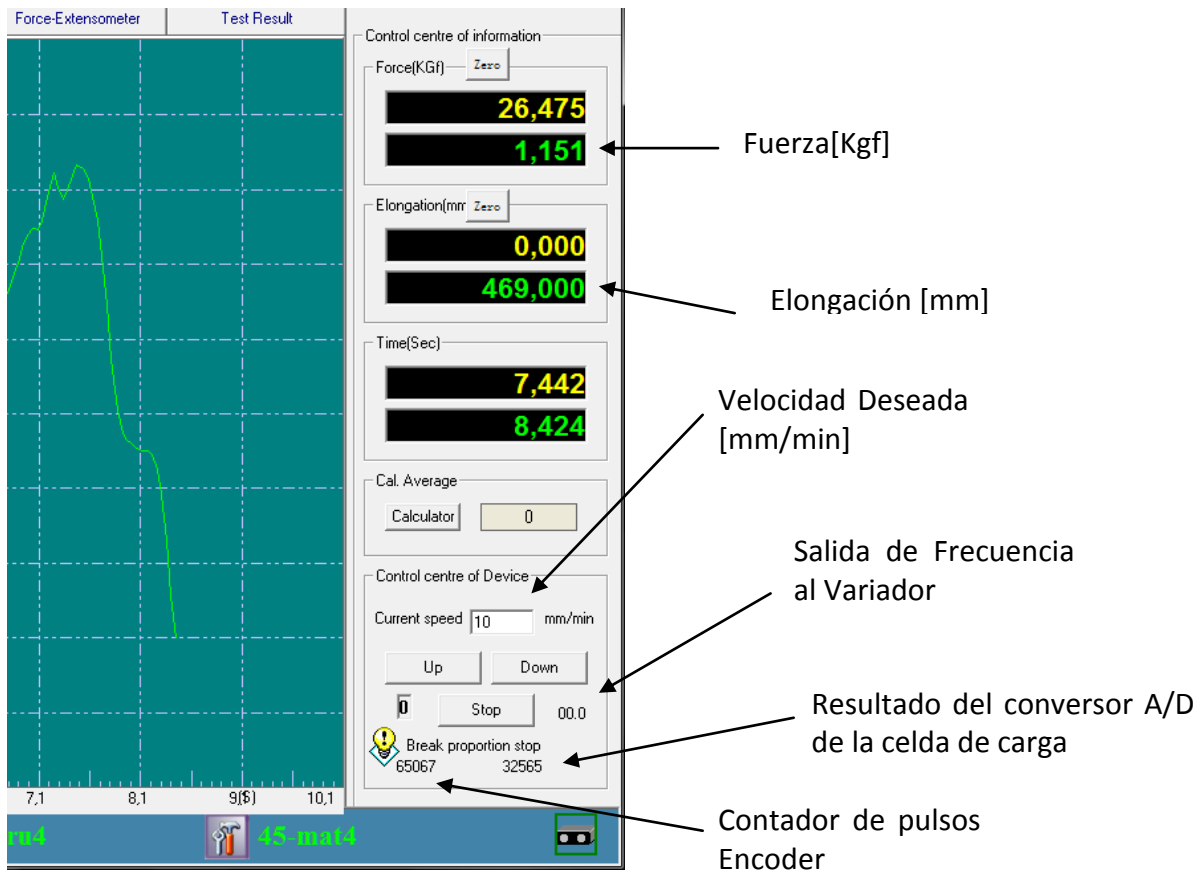 Force-Extensometer
Test Result
Control centre of information
Force(KGf)
Zero
26,475
1,151
Fuerza[Kgf]
Elongation(mm
Zero
0,000
469,000
Elongación [mm]
Time(Sec)
7,442
8,424
Velocidad Deseada
[mm/min]
Cal. Average
Calculator
0
Salida de Frecuencia
al Variador
Control centre of Device
Current speed
10
mm/min
Up
Down
0
Stop
00.0
Resultado del conversor A/D
de la celda de carga
Break proportion stop
65067
32565
7,1
8,1
9,(S)
10,1
Contador de pulsos
Encoder
ru4
45-mat4